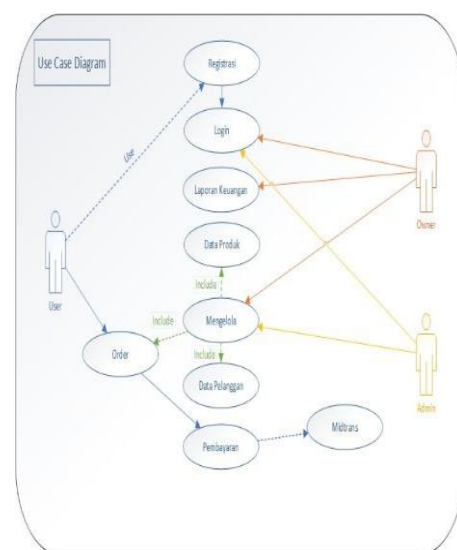 Use Case Diagram
Registrasi
Use
Login
Laporan Keuangan
Owner
Data Produk
User
Include
Include
Mengelola
Order
Include
Admin
Data Pelanggan
Midtrans
Pembayaran